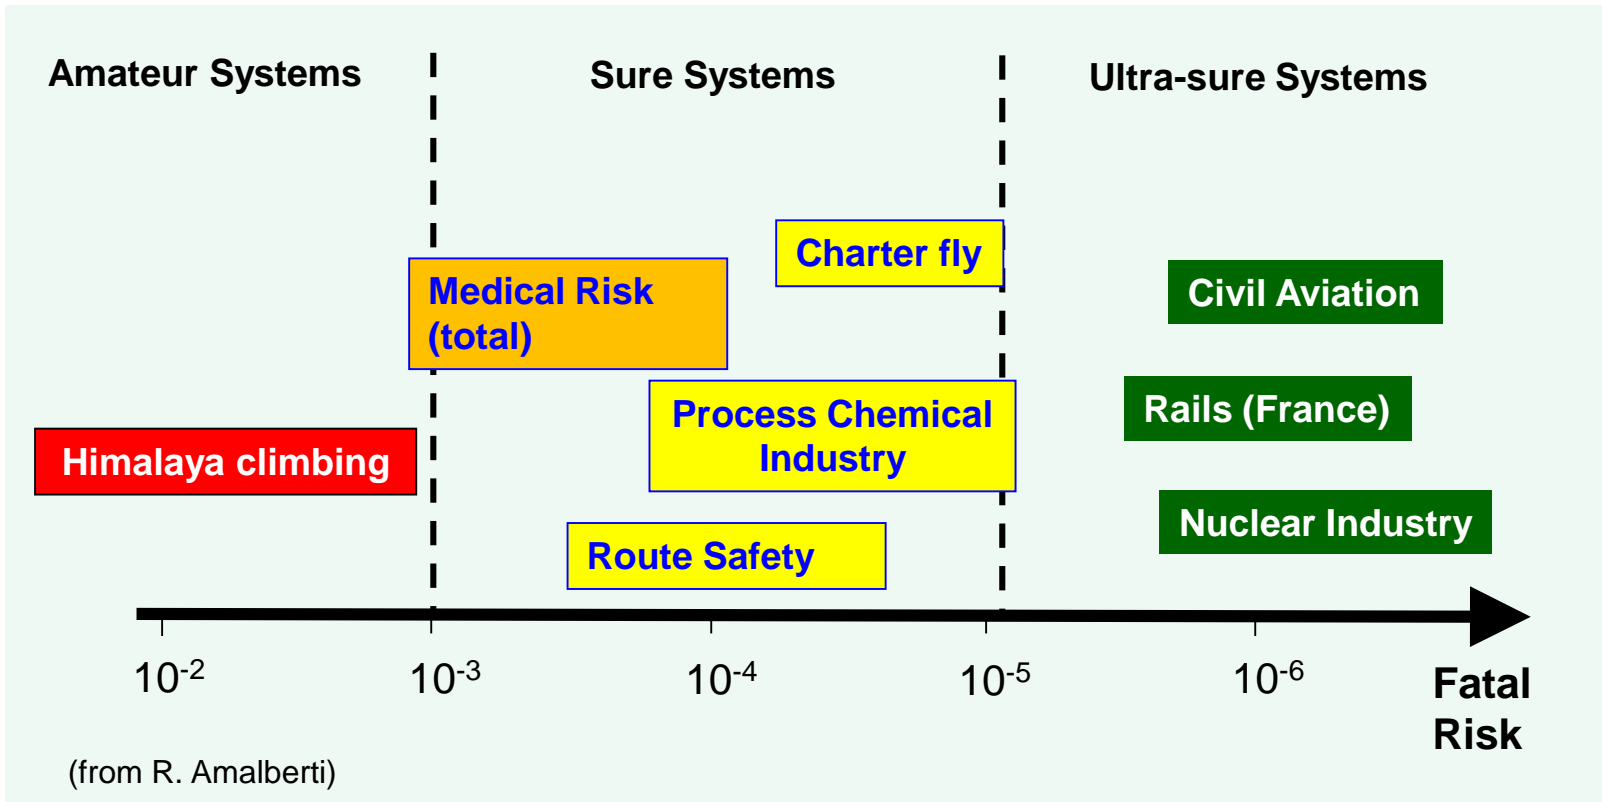 Amateur Systems
Sure Systems
Ultra-sure Systems
Charter fly
Medical Risk
(total)
Civil Aviation
Process Chemical
Industry
Rails (France)
Himalaya climbing
Nuclear Industry
Route Safety
10⁻²
10⁻³
10⁻⁴
10⁻⁵
10⁻⁶
Fatal
Risk
(from R. Amalberti)